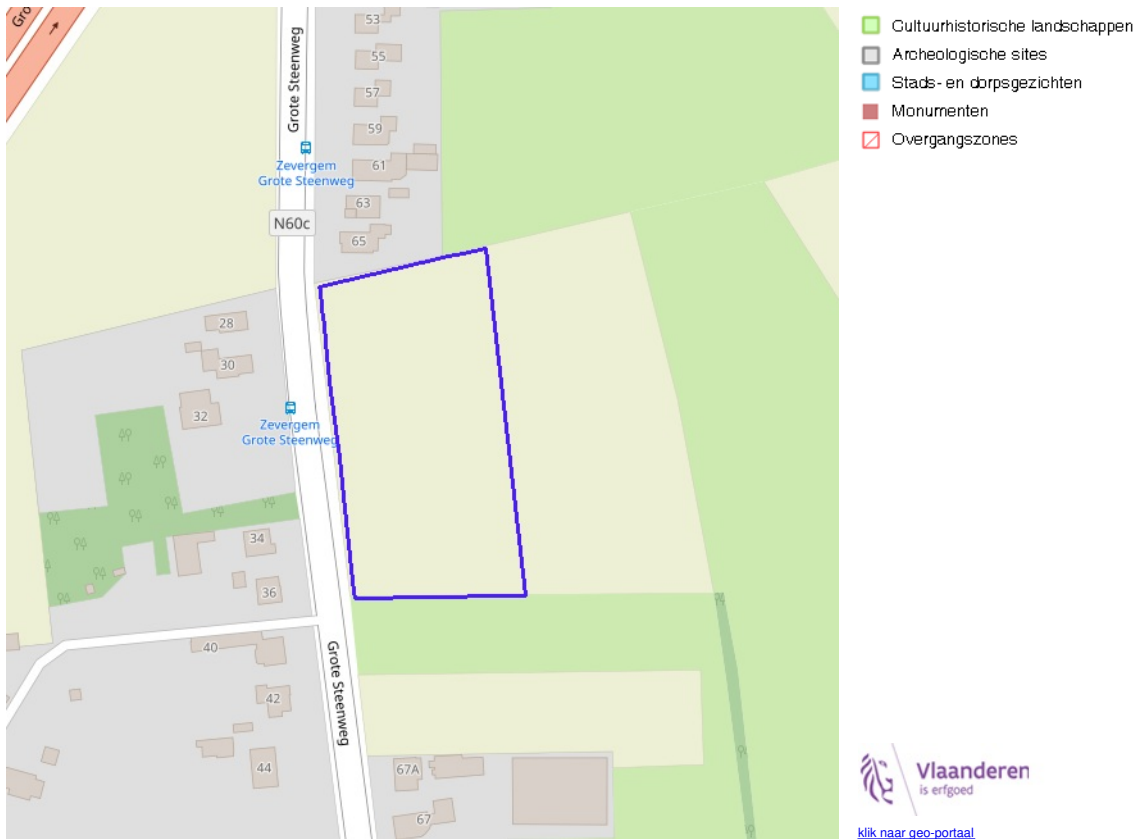 Gro
Grote Steenweg
53
55
57
59
61
63
65
Zevergem
Grote Steenweg
N60c
28
30
32
Zevergem
Grote Steenweg
34
36
40
42
44
Grote Steenweg
67A
67
Cultuurhistorische landschappen
Archeologische sites
Stads- en dorpsgezichten
Monumenten
Overgangszones
Vlaanderen
is erfgoed
klik naar geo-portaal